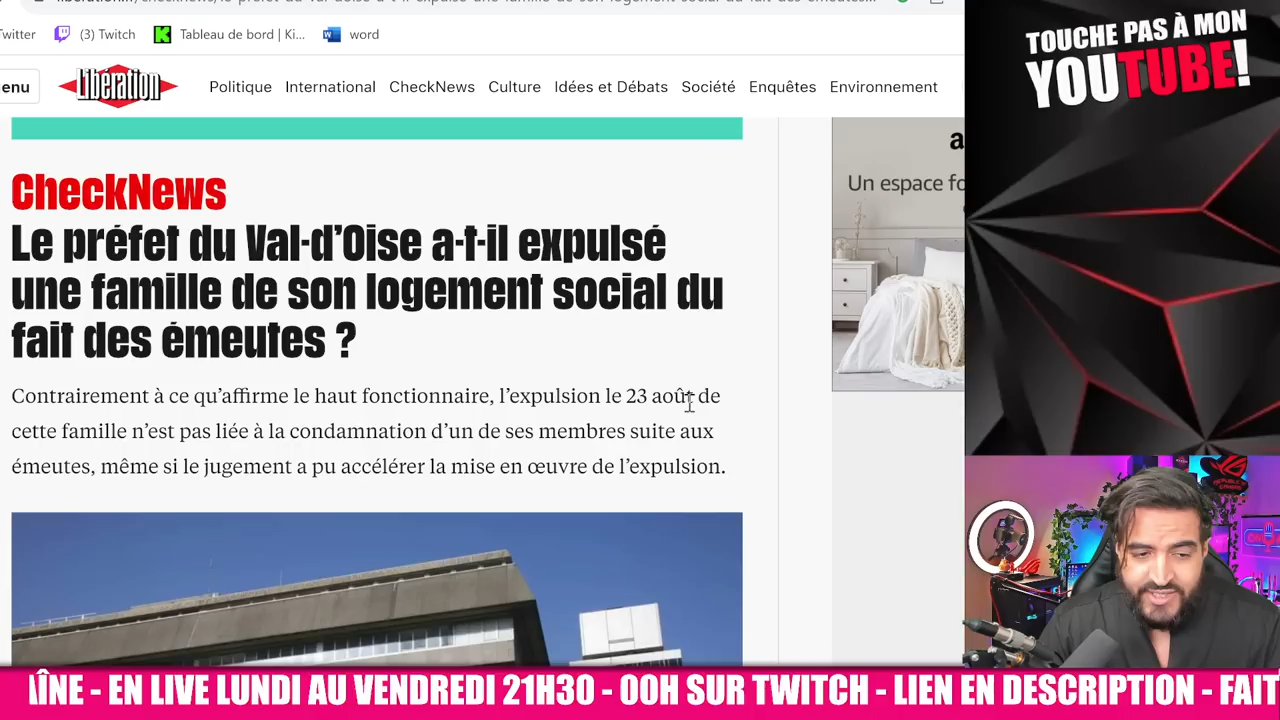 Twitter
(3) Twitch
Tableau de bord | Ki...
word
enu
Libération
Politique
International
CheckNews
Culture
Idées et Débats
Société
Enquêtes
Environnement
TOUCHE PAS À MON
YOUTUBE!
CheckNews
Le préfet du Val-d’Oise a-t-il expulsé
une famille de son logement social du
fait des émeutes ?
Contrairement à ce qu’affirme le haut fonctionnaire, l’expulsion le 23 août de
cette famille n’est pas liée à la condamnation d’un de ses membres suite aux
émeutes, même si le jugement a pu accélérer la mise en œuvre de l’expulsion.
a
Un espace fo
REPUBLIC OF
GAMERS
ÎNE - EN LIVE LUNDI AU VENDREDI 21H30 - 00H SUR TWITCH - LIEN EN DESCRIPTION - FAIT